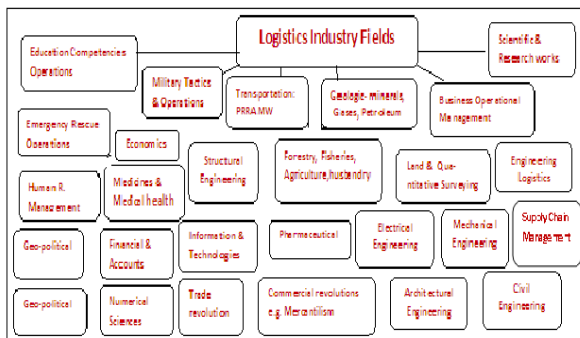 Logistics Industry Fields
Education Competencies
Operations
Scientific &
Research works
Military Tactics
& Operations
Transportation:
PRRAMW
Geologic- minerals,
Gases, Petroleum
Business Operational
Management
Emergency Rescue
Operations
Economics
Structural
Engineering
Forestry, Fisheries,
Agriculture, husbandry
Land & Qua-
ntitative Surveying
Engineering
Logistics
Human R.
Management
Medicines &
Medical health
Geo-political
Financial &
Accounts
Information &
Technologies
Pharmaceutical
Electrical
Engineering
Mechanical
Engineering
Supply Chain
Management
Geo-political
Numerical
Sciences
Trade
revolution
Commercial revolutions
e.g. Mercantilism
Architectural
Engineering
Civil
Engineering